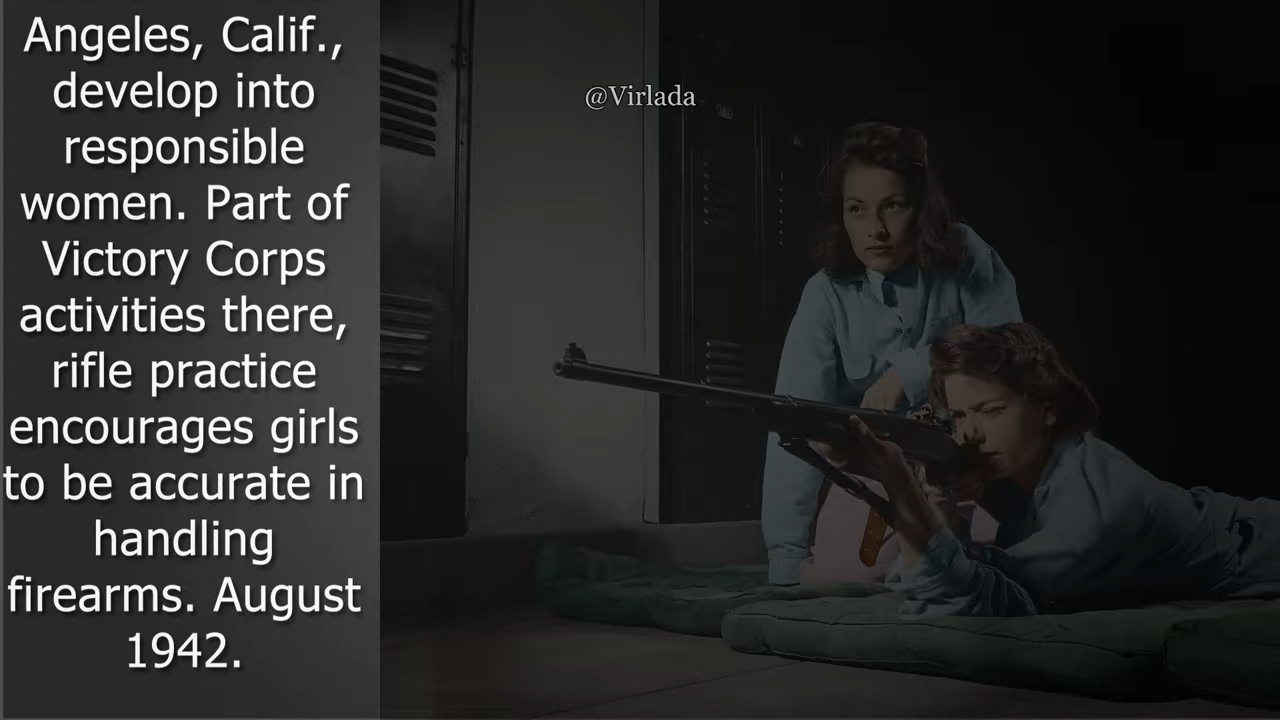 Angeles, Calif.,
develop into
responsible
women. Part of
Victory Corps
activities there,
rifle practice
encourages girls
to be accurate in
handling
firearms. August
1942.
@Virlada